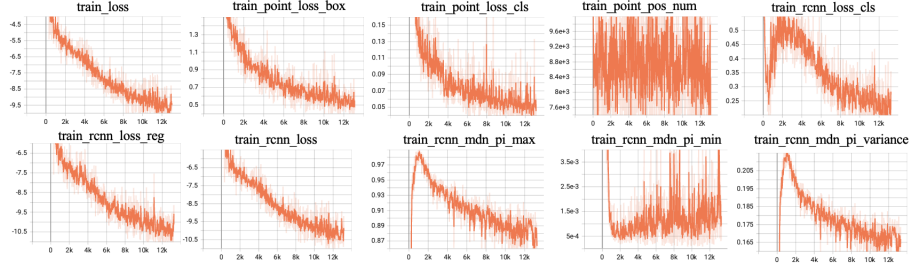 train_loss
-4.5
-5.5
-6.5
-7.5
-8.5
-9.5
0 2k 4k 6k 8k 10k 12k
train_point_loss_box
1.3
1.1
0.9
0.7
0.5
0 2k 4k 6k 8k 10k 12k
train_point_loss_cls
0.15
0.13
0.11
0.09
0.07
0.05
0 2k 4k 6k 8k 10k 12k
train_point_pos_num
9.6e+3
9.2e+3
8.8e+3
8.4e+3
8e+3
7.6e+3
0 2k 4k 6k 8k 10k 12k
train_rcnn_loss_cls
0.5
0.45
0.4
0.35
0.3
0.25
0 2k 4k 6k 8k 10k 12k
train_rcnn_loss_reg
-6.5
-7.5
-8.5
-9.5
-10.5
0 2k 4k 6k 8k 10k 12k
train_rcnn_loss
-6.5
-7.5
-8.5
-9.5
-10.5
0 2k 4k 6k 8k 10k 12k
train_rcnn_mdn_pi_max
0.97
0.95
0.93
0.91
0.89
0.87
0 2k 4k 6k 8k 10k 12k
train_rcnn_mdn_pi_min
3.5e-3
2.5e-3
1.5e-3
5e-4
0 2k 4k 6k 8k 10k 12k
train_rcnn_mdn_pi_variance
0.205
0.195
0.185
0.175
0.165
0 2k 4k 6k 8k 10k 12k